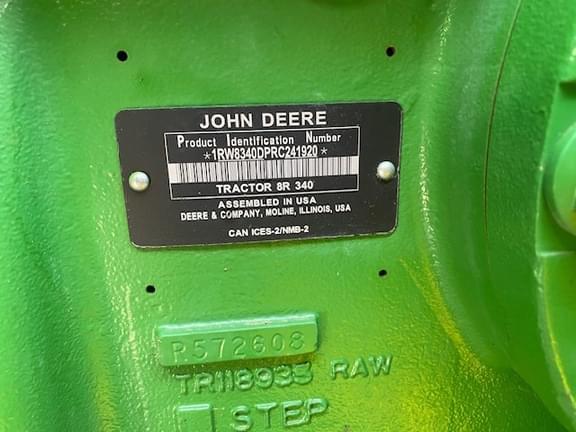 JOHN DEERE
Product Identification Number
*1RW8340DPRC241920*
TRACTOR 8R 340
ASSEMBLED IN USA
DEERE & COMPANY, MOLINE, ILLINOIS, USA
CAN ICES-2/NMB-2
R572608
TR118935 RAW
STEP